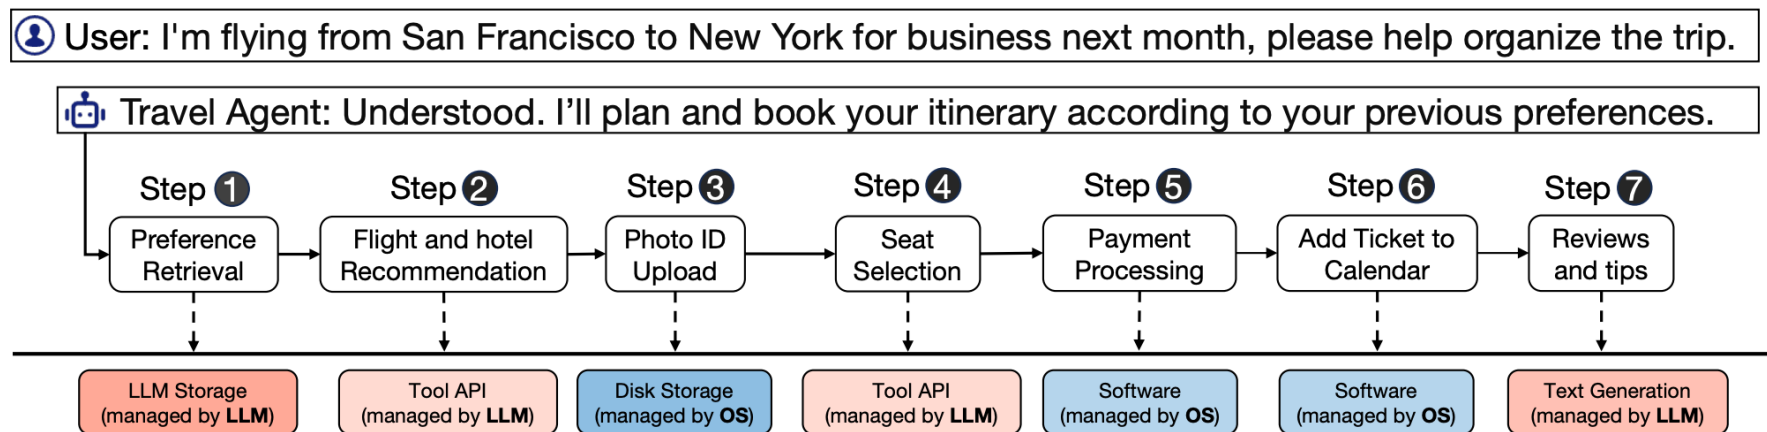 User: I'm flying from San Francisco to New York for business next month, please help organize the trip.
Travel Agent: Understood. I’ll plan and book your itinerary according to your previous preferences.
Step 1
Step 2
Step 3
Step 4
Step 5
Step 6
Step 7
Preference
Retrieval
Flight and hotel
Recommendation
Photo ID
Upload
Seat
Selection
Payment
Processing
Add Ticket to
Calendar
Reviews
and tips
LLM Storage
(managed by LLM)
Tool API
(managed by LLM)
Disk Storage
(managed by OS)
Tool API
(managed by LLM)
Software
(managed by OS)
Software
(managed by OS)
Text Generation
(managed by LLM)